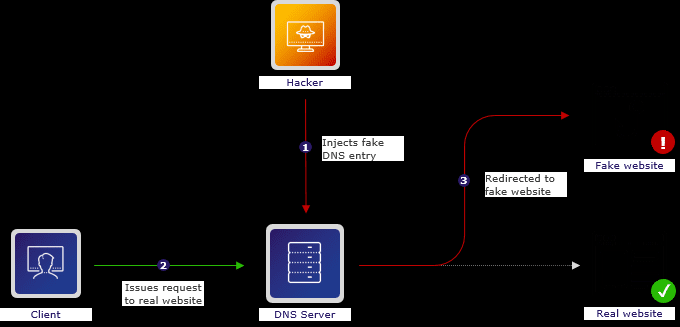 Hacker
1
Injects fake
DNS entry
!
Fake website
3
Redirected to
fake website
2
Issues request
to real website
Client
DNS Server
Real website